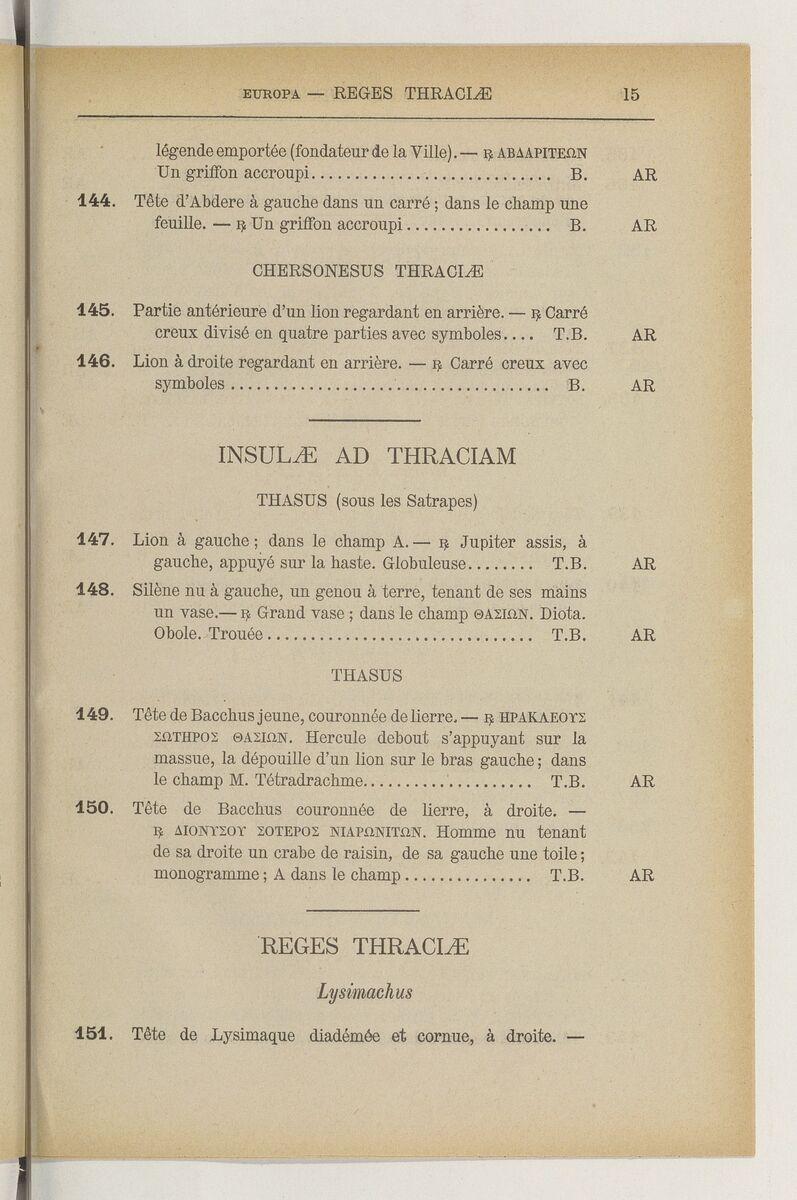 EUROPA — REGES THRACIÆ 15
légende emportée (fondateur de la Ville). — ℞ ΑΒΔΑΡΙΤΕΩΝ
Un griffon accroupi............................ B. AR
144. Tête d'Abdere à gauche dans un carré ; dans le champ une
feuille. — ℞ Un griffon accroupi ................. B. AR
CHERSONESUS THRACIÆ
145. Partie antérieure d'un lion regardant en arrière. — ℞ Carré
creux divisé en quatre parties avec symboles.... T.B. AR
146. Lion à droite regardant en arrière. — ℞ Carré creux avec
symboles ..................................... B. AR
INSULÆ AD THRACIAM
THASUS (sous les Satrapes)
147. Lion à gauche ; dans le champ A. — ℞ Jupiter assis, à
gauche, appuyé sur la haste. Globuleuse........ T.B. AR
148. Silène nu à gauche, un genou à terre, tenant de ses mains
un vase.— ℞ Grand vase ; dans le champ ΘΑΣΙΩΝ. Diota.
Obole. Trouée ............................... T.B. AR
THASUS
149. Tête de Bacchus jeune, couronnée de lierre. — ℞ ΗΡΑΚΛΕΟΥΣ
ΣΩΤΗΡΟΣ ΘΑΣΙΩΝ. Hercule debout s'appuyant sur la
massue, la dépouille d'un lion sur le bras gauche ; dans
le champ M. Tétradrachme.................... T.B. AR
150. Tête de Bacchus couronnée de lierre, à droite. —
℞ ΔΙΟΝΥΣΟΥ ΣΟΤΕΡΟΣ ΝΙΑΡΩΝΙΤΩΝ. Homme nu tenant
de sa droite un crabe de raisin, de sa gauche une toile ;
monogramme ; A dans le champ ............... T.B. AR
REGES THRACIÆ
Lysimachus
151. Tête de Lysimaque diadémée et cornue, à droite. —